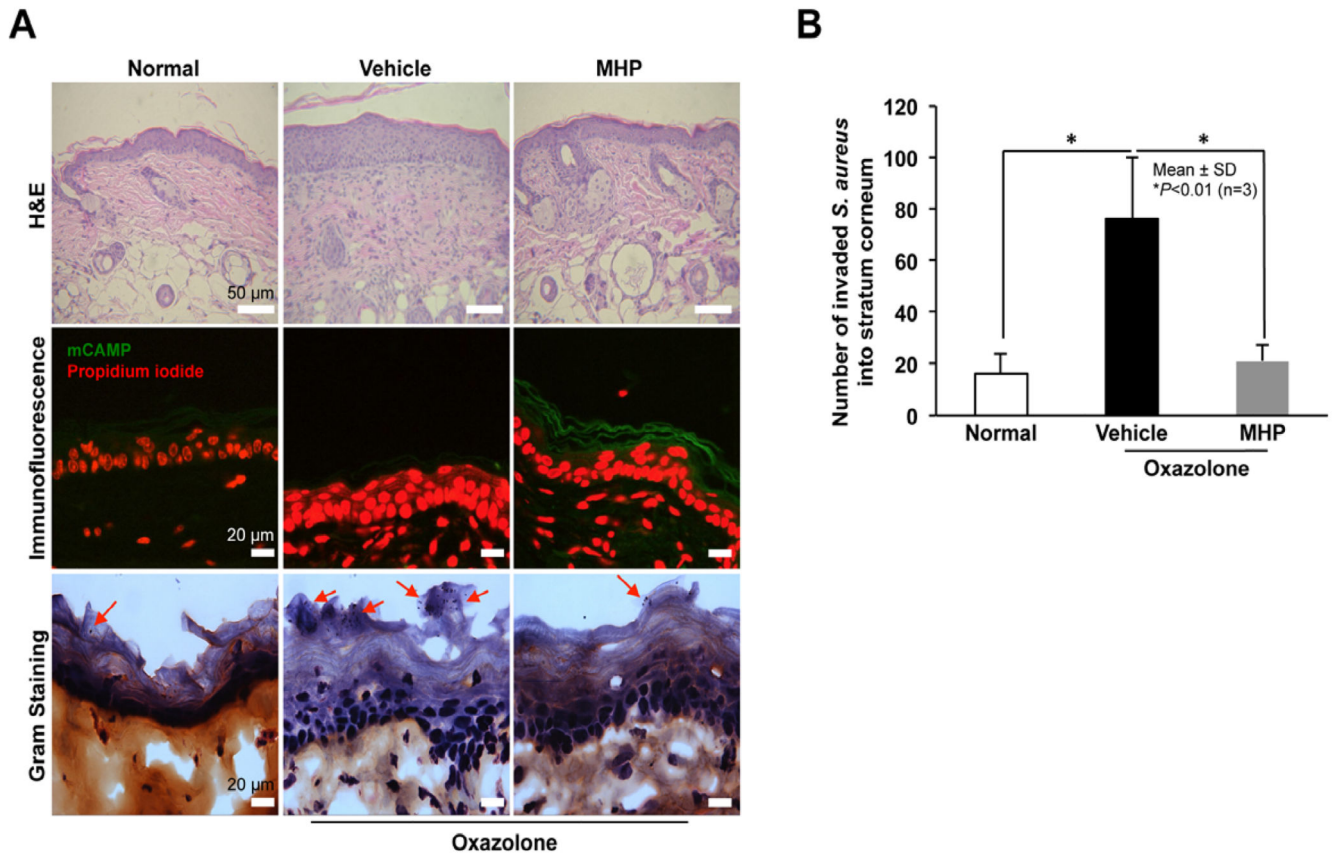 A
Normal
Vehicle
MHP
H&E
50 µm
Immunofluorescence
mCAMP
Propidium iodide
20 µm
Gram Staining
20 µm
Oxazolone
B
Number of invaded S. aureus
into stratum corneum
120
100
80
60
40
20
0
*
*
Mean ± SD
*P<0.01 (n=3)
Normal
Vehicle
MHP
Oxazolone